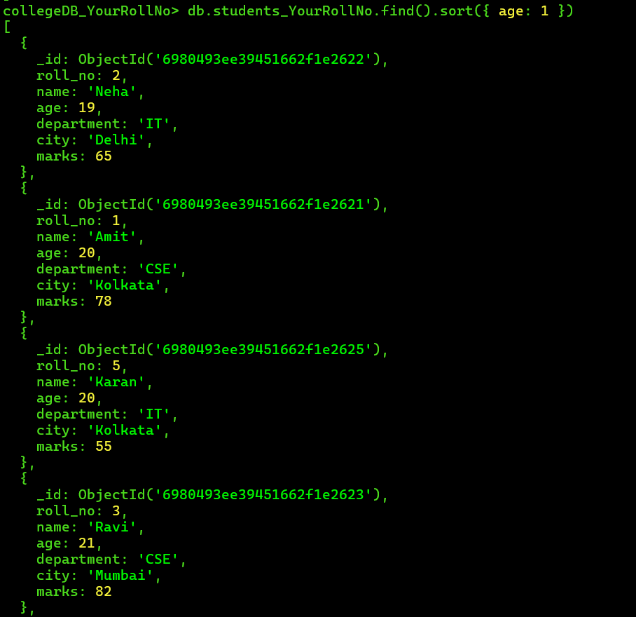 collegeDB_YourRollNo> db.students_YourRollNo.find().sort({ age: 1 })
[
  {
    _id: ObjectId('6980493ee39451662f1e2622'),
    roll_no: 2,
    name: 'Neha',
    age: 19,
    department: 'IT',
    city: 'Delhi',
    marks: 65
  },
  {
    _id: ObjectId('6980493ee39451662f1e2621'),
    roll_no: 1,
    name: 'Amit',
    age: 20,
    department: 'CSE',
    city: 'Kolkata',
    marks: 78
  },
  {
    _id: ObjectId('6980493ee39451662f1e2625'),
    roll_no: 5,
    name: 'Karan',
    age: 20,
    department: 'IT',
    city: 'Kolkata',
    marks: 55
  },
  {
    _id: ObjectId('6980493ee39451662f1e2623'),
    roll_no: 3,
    name: 'Ravi',
    age: 21,
    department: 'CSE',
    city: 'Mumbai',
    marks: 82
  },